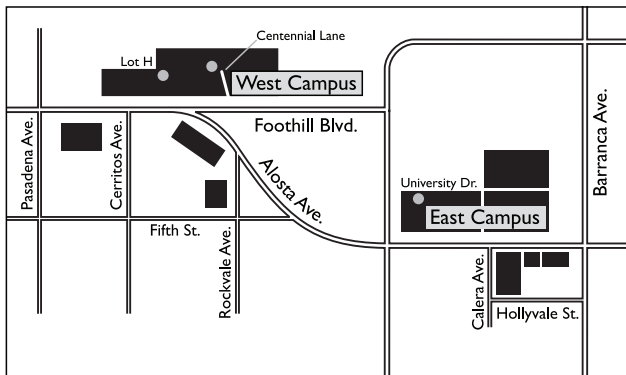 Centennial Lane
Lot H
West Campus
Foothill Blvd.
Pasadena Ave.
Cerritos Ave.
Alosta Ave.
Barranca Ave.
University Dr.
East Campus
Fifth St.
Rockvale Ave.
Calera Ave.
Hollyvale St.